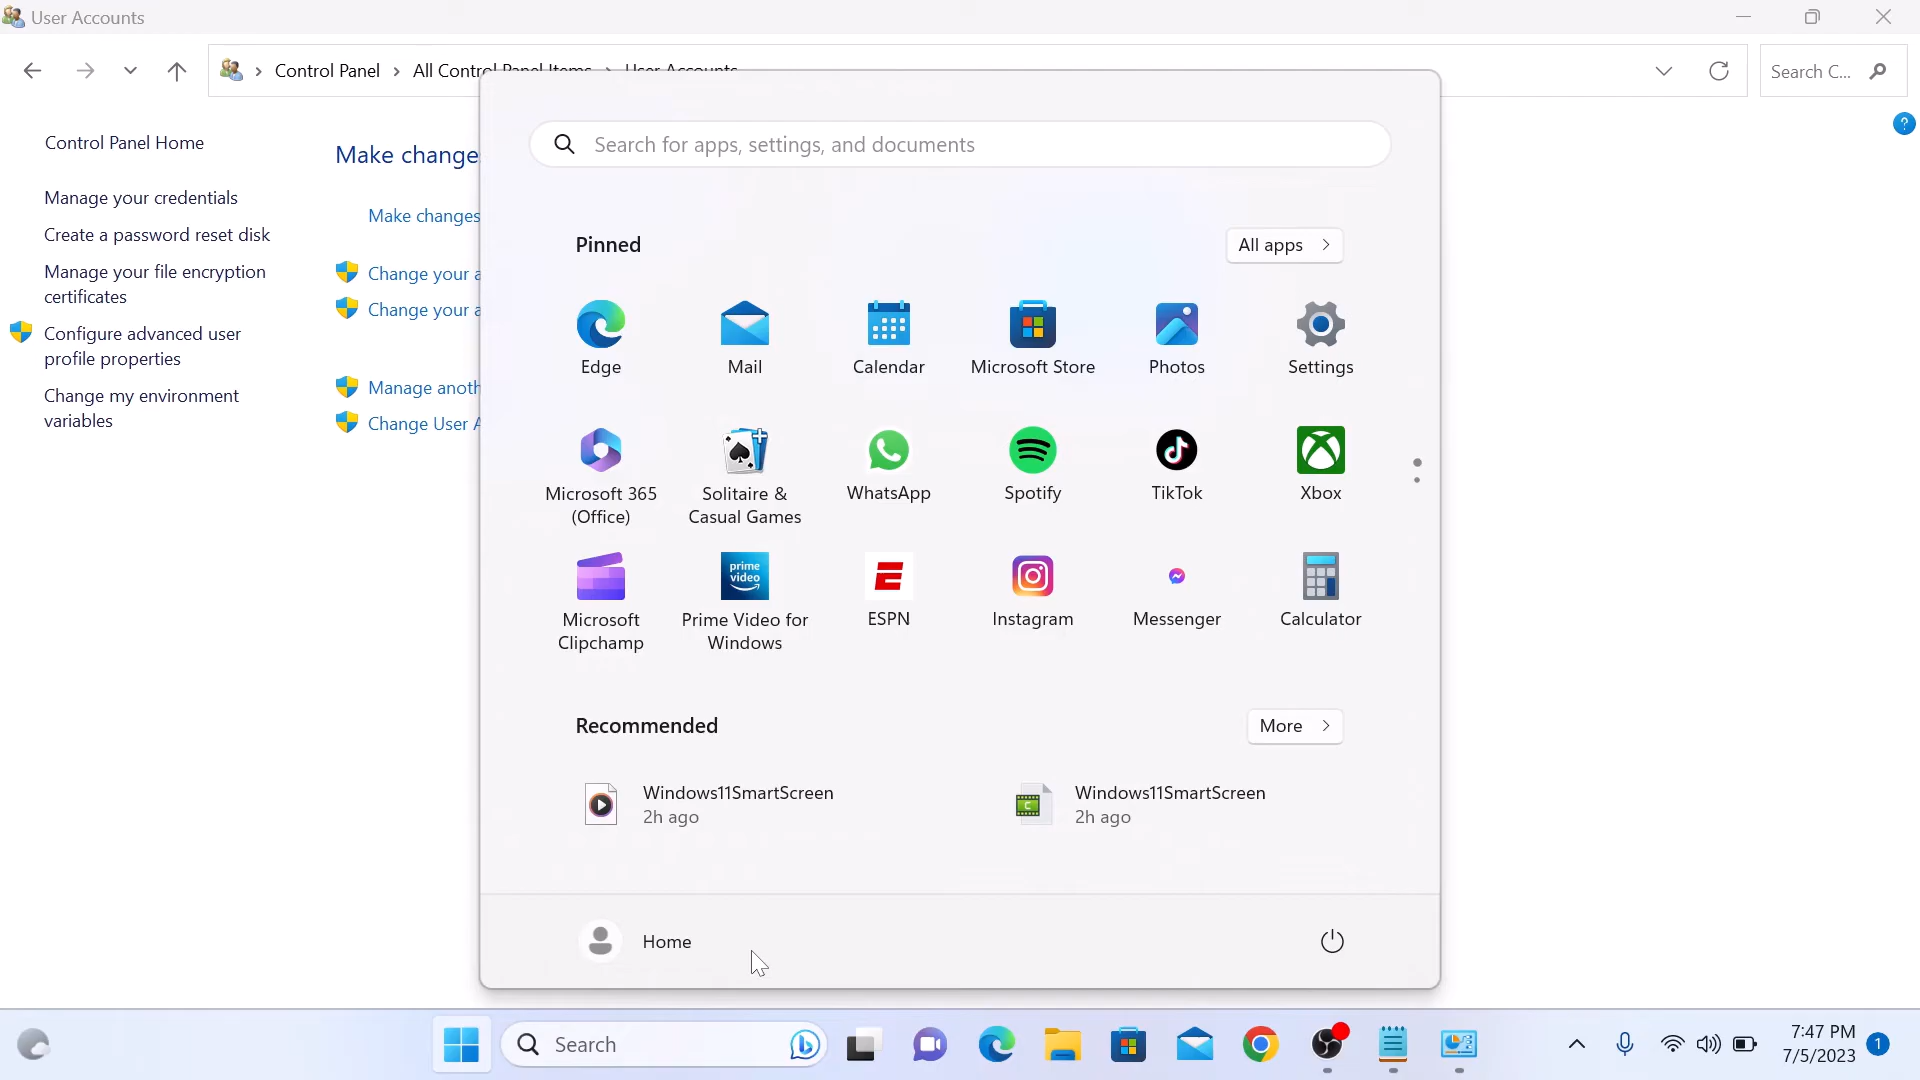 User Accounts
Control Panel > All Control Panel Items > User Accounts
Search C...
Control Panel Home
Manage your credentials
Create a password reset disk
Manage your file encryption
certificates
Configure advanced user
profile properties
Change my environment
variables
Make change
Make changes
Change your a
Change your a
Manage anoth
Change User A
Search for apps, settings, and documents
Pinned
All apps >
Edge
Mail
Calendar
Microsoft Store
Photos
Settings
Microsoft 365
(Office)
Solitaire &
Casual Games
WhatsApp
Spotify
TikTok
Xbox
prime
video
Microsoft
Clipchamp
Prime Video for
Windows
ESPN
Instagram
Messenger
Calculator
Recommended
More >
Windows11SmartScreen
2h ago
Windows11SmartScreen
2h ago
Home
Search
7:47 PM
7/5/2023
1